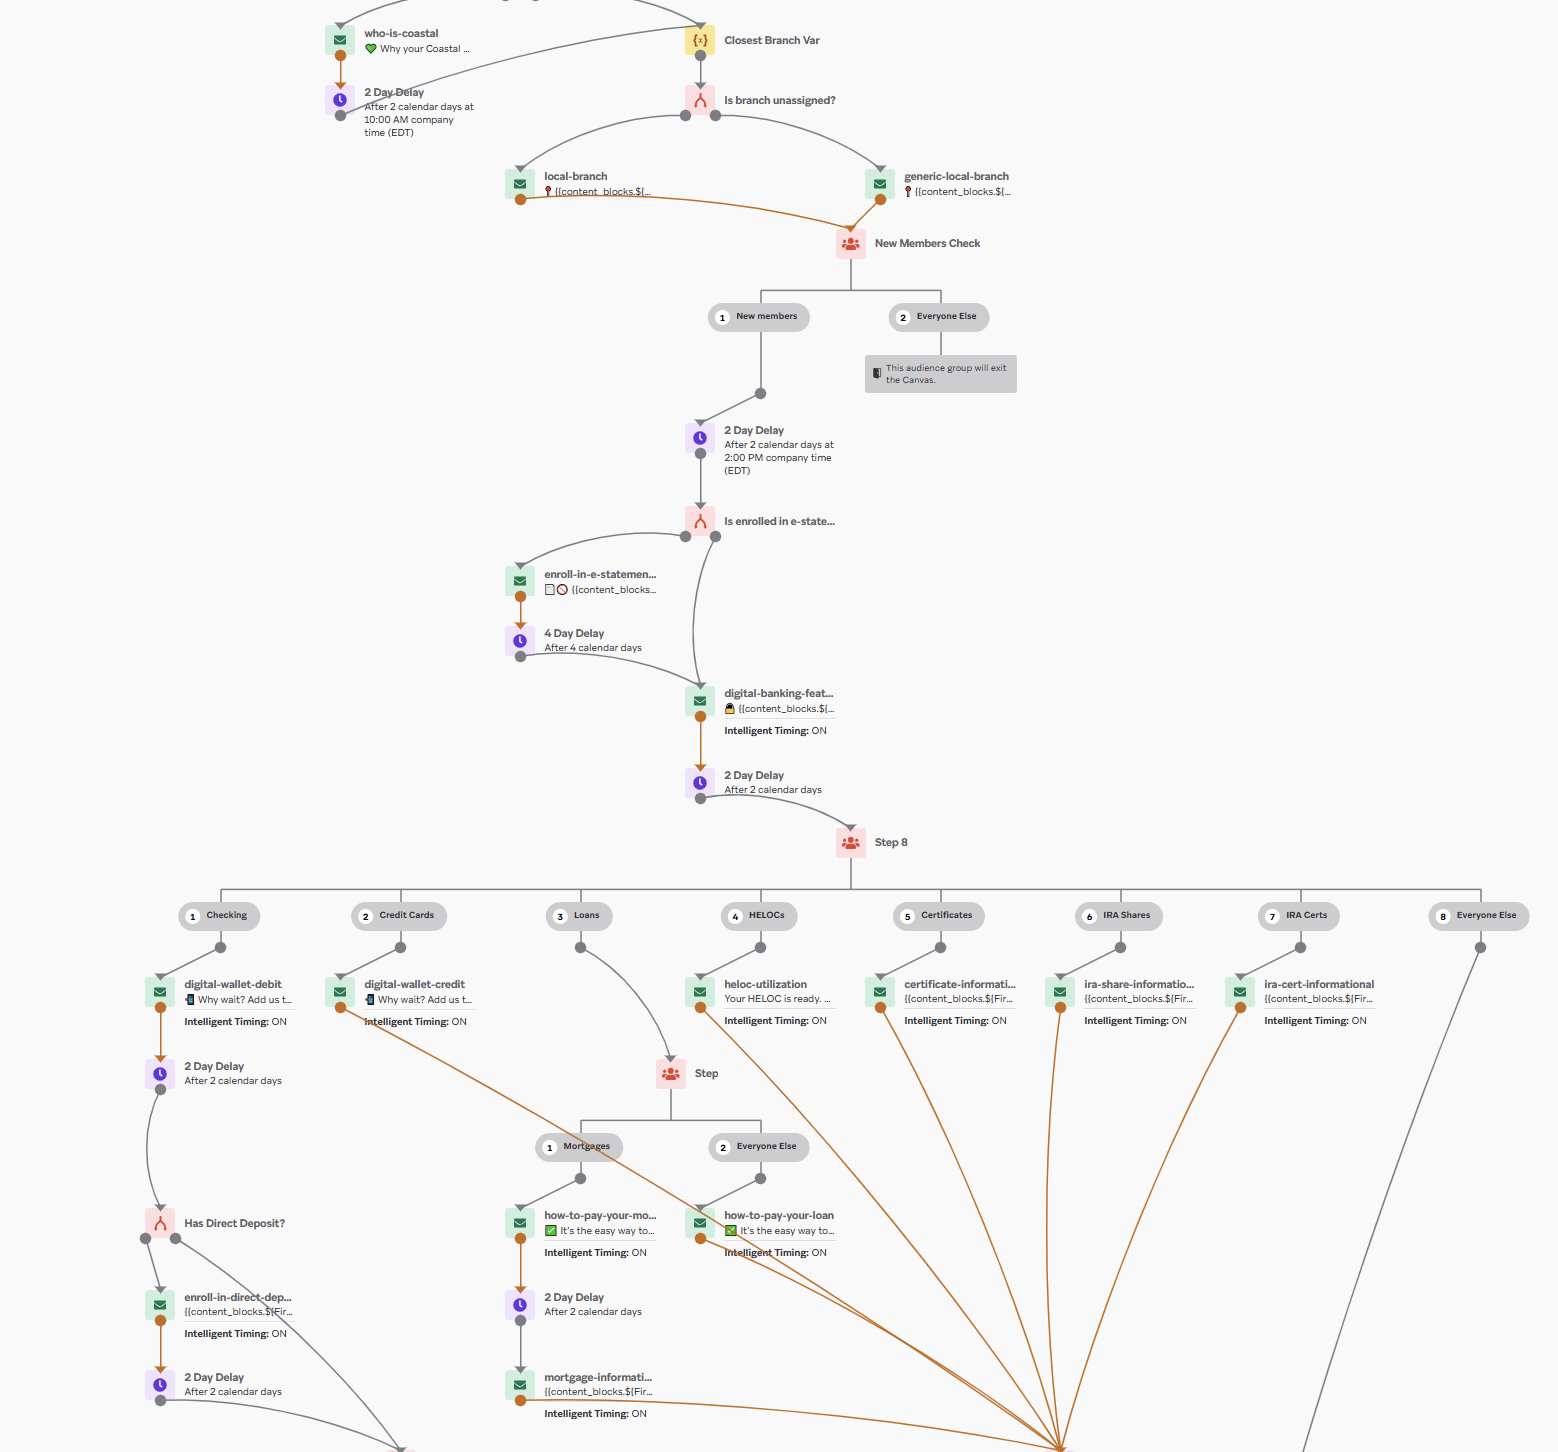 who-is-coastal
💚 Why your Coastal ...
Closest Branch Var
2 Day Delay
After 2 calendar days at
10:00 AM company
time (EDT)
Is branch unassigned?
local-branch
📍 {{content_blocks.${...
generic-local-branch
📍 {{content_blocks.${...
New Members Check
1 New members
2 Everyone Else
This audience group will exit
the Canvas.
2 Day Delay
After 2 calendar days at
2:00 PM company time
(EDT)
Is enrolled in e-state...
enroll-in-e-statemen...
📄🚫 {{content_blocks...
4 Day Delay
After 4 calendar days
digital-banking-feat...
{{content_blocks.${...
Intelligent Timing: ON
2 Day Delay
After 2 calendar days
Step 8
1 Checking
2 Credit Cards
3 Loans
4 HELOCs
5 Certificates
6 IRA Shares
7 IRA Certs
8 Everyone Else
digital-wallet-debit
📲 Why wait? Add us t...
Intelligent Timing: ON
digital-wallet-credit
📲 Why wait? Add us t...
Intelligent Timing: ON
heloc-utilization
Your HELOC is ready. ...
Intelligent Timing: ON
certificate-informati...
{{content_blocks.${Fir...
Intelligent Timing: ON
ira-share-informatio...
{{content_blocks.${Fir...
Intelligent Timing: ON
ira-cert-informational
{{content_blocks.${Fir...
Intelligent Timing: ON
2 Day Delay
After 2 calendar days
Step
1 Mortgages
2 Everyone Else
Has Direct Deposit?
how-to-pay-your-mo...
✅ It's the easy way to...
Intelligent Timing: ON
how-to-pay-your-loan
✅ It's the easy way to...
Intelligent Timing: ON
enroll-in-direct-dep...
{{content_blocks.${Fir...
Intelligent Timing: ON
2 Day Delay
After 2 calendar days
2 Day Delay
After 2 calendar days
mortgage-informati...
{{content_blocks.${Fir...
Intelligent Timing: ON